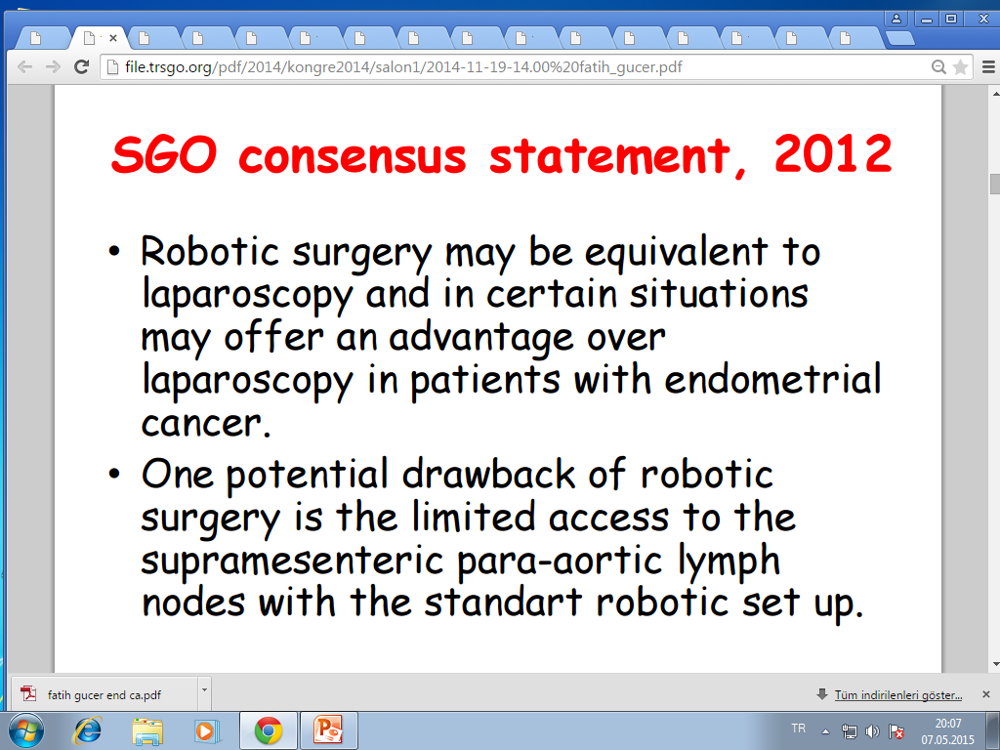 file.trsgo.org/pdf/2014/kongre2014/salon1/2014-11-19-14.00%20fatih_gucer.pdf
SGO consensus statement, 2012
• Robotic surgery may be equivalent to
laparoscopy and in certain situations
may offer an advantage over
laparoscopy in patients with endometrial
cancer.
• One potential drawback of robotic
surgery is the limited access to the
supramesenteric para-aortic lymph
nodes with the standart robotic set up.
fatih gucer end ca.pdf
Tüm indirilenleri göster...
TR
20:07
07.05.2015